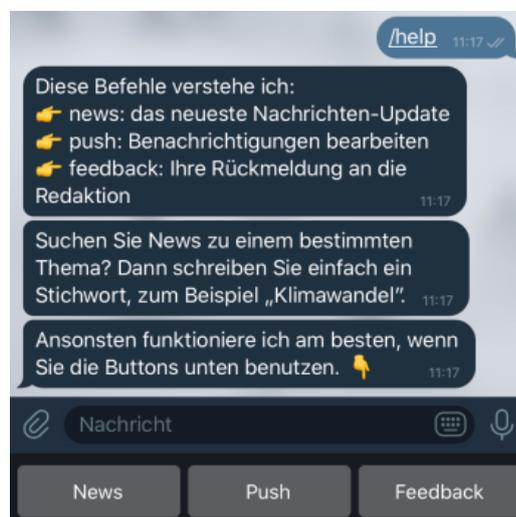 /help 11:17
Diese Befehle verstehe ich:
👉 news: das neueste Nachrichten-Update
👉 push: Benachrichtigungen bearbeiten
👉 feedback: Ihre Rückmeldung an die
Redaktion 11:17
Suchen Sie News zu einem bestimmten
Thema? Dann schreiben Sie einfach ein
Stichwort, zum Beispiel „Klimawandel”. 11:17
Ansonsten funktioniere ich am besten, wenn
Sie die Buttons unten benutzen. 👇 11:17
Nachricht
News Push Feedback